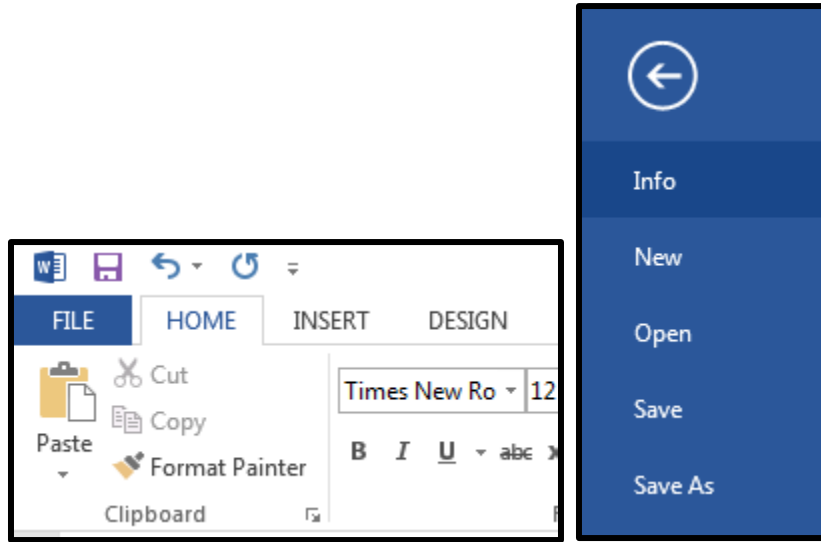 FILE HOME INSERT DESIGN
Cut
Times New Ro 12
Copy
Paste
B I U abc
Format Painter
Clipboard
Info
New
Open
Save
Save As